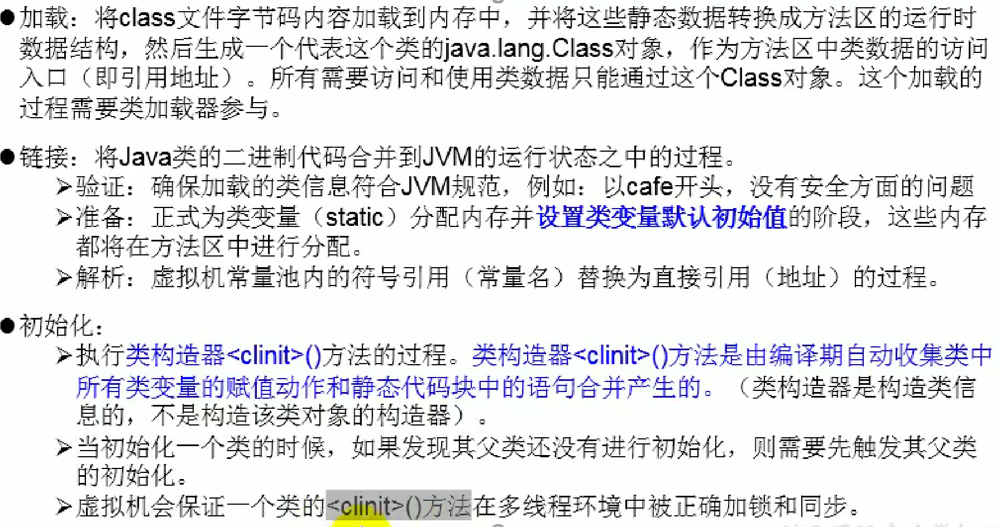 ●加载：将class文件字节码内容加载到内存中，并将这些静态数据转换成方法区的运行时
数据结构，然后生成一个代表这个类的java.lang.Class对象，作为方法区中类数据的访问
入口（即引用地址）。所有需要访问和使用类数据只能通过这个Class对象。这个加载的
过程需要类加载器参与。
●链接：将Java类的二进制代码合并到JVM的运行状态之中的过程。
➢验证：确保加载的类信息符合JVM规范，例如：以cafe开头，没有安全方面的问题
➢准备：正式为类变量（static）分配内存并设置类变量默认初始值的阶段，这些内存
都将在方法区中进行分配。
➢解析：虚拟机常量池内的符号引用（常量名）替换为直接引用（地址）的过程。
●初始化：
➢执行类构造器<clinit>()方法的过程。类构造器<clinit>()方法是由编译期自动收集类中
所有类变量的赋值动作和静态代码块中的语句合并产生的。（类构造器是构造类信
息的，不是构造该类对象的构造器）。
➢当初始化一个类的时候，如果发现其父类还没有进行初始化，则需要先触发其父类
的初始化。
➢虚拟机会保证一个类的<clinit>()方法在多线程环境中被正确加锁和同步。